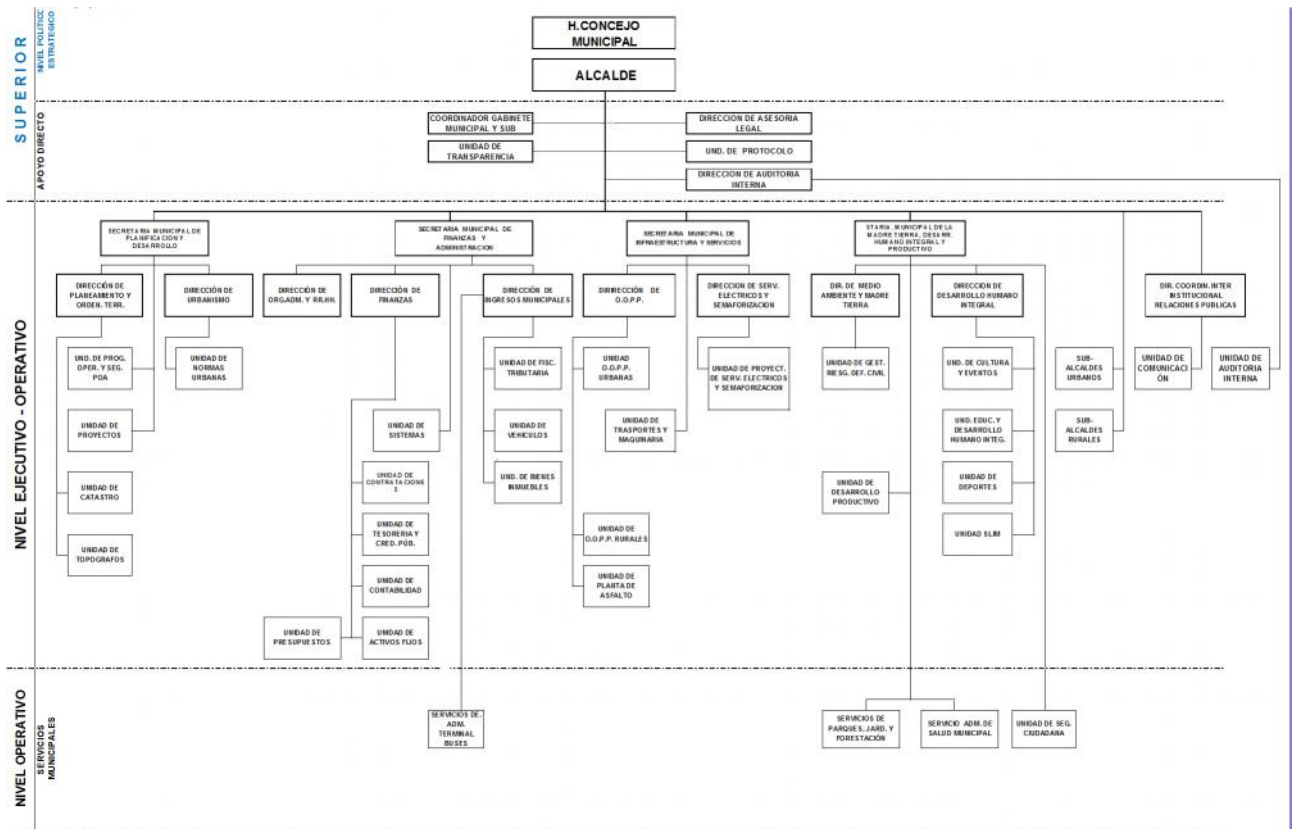 SUPERIOR
NIVEL POLITICO
ESTRATEGICO
H.CONCEJO
MUNICIPAL
ALCALDE
APOYO DIRECTO
COORDINADOR GABINETE
MUNICIPAL Y SUB
DIRECCION DE ASESORIA
LEGAL
UNIDAD DE
TRANSPARENCIA
UND. DE PROTOCOLO
DIRECCION DE AUDITORIA
INTERNA
NIVEL EJECUTIVO - OPERATIVO
SECRETARIA MUNICIPAL DE
PLANIFICACION Y
DESARROLLO
SECRETARIA MUNICIPAL DE
FINANZAS Y
ADMINISTRACION
SECRETARIA MUNICIPAL DE
INFRAESTRUCTURA Y SERVICIOS
STARIA. MUNICIPAL DE LA
MADRE TIERRA, DESARR.
HUMANO INTEGRAL Y
PRODUCTIVO
DIRECCIÓN DE
PLANEAMIENTO Y
ORDEN. TERR.
DIRECCIÓN DE
URBANISMO
DIRECCIÓN DE
ORG.ADM. Y RR.HH.
DIRECCIÓN DE
FINANZAS
DIRECCIÓN DE
INGRESOS MUNICIPALES
DIRIRECCIÓN DE
O.O.P.P.
DIRECCION DE SERV.
ELECTRICOS Y
SEMAFORIZACION
DIR. DE MEDIO
AMBIENTE Y MADRE
TIERRA
DIRECCIÓN DE
DESARROLLO HUMANO
INTEGRAL
DIR. COORDIN. INTER
INSTITUCIONAL
RELACIONES PUBLICAS
UND. DE PROG.
OPER. Y SEG.
POA
UNIDAD DE
NORMAS
URBANAS
UNIDAD DE FISC.
TRIBUTARIA
UNIDAD
O.O.P.P.
URBANAS
UNIDAD DE PROYECT.
DE SERV. ELECTRICOS Y
SEMAFORIZACION
UNIDAD DE GEST.
RIESG. DEF. CIVIL
UND. DE CULTURA
Y EVENTOS
SUB-
ALCALDES
URBANOS
UNIDAD DE
COMUNICACI
ÓN
UNIDAD DE
AUDITORIA
INTERNA
UNIDAD DE
PROYECTOS
UNIDAD DE
SISTEMAS
UNIDAD DE
VEHICULOS
UNIDAD DE
TRASPORTES Y
MAQUINARIA
UND. EDUC. Y
DESARROLLO
HUMANO INTEG.
SUB-
ALCALDES
RURALES
UNIDAD DE
CATASTRO
UNIDAD DE
CONTRATACIONE
S
UND. DE BIENES
INMUEBLES
UNIDAD DE
DESARROLLO
PRODUCTIVO
UNIDAD DE
DEPORTES
UNIDAD DE
TOPOGRAFOS
UNIDAD DE
TESORERIA Y
CRED. PÚB.
UNIDAD DE
O.O.P.P. RURALES
UNIDAD SLIM
UNIDAD DE
CONTABILIDAD
UNIDAD DE
PLANTA DE
ASFALTO
UNIDAD DE
PRESUPUESTOS
UNIDAD DE
ACTIVOS FIJOS
NIVEL OPERATIVO
SERVICIOS
MUNICIPALES
SERVICIOS DE.
ADM.
TERMINAL
BUSES
SERVICIOS DE
PARQUES, JARD. Y
FORESTACIÓN
SERVICIO ADM. DE
SALUD MUNICIPAL
UNIDAD DE SEG.
CIUDADANA